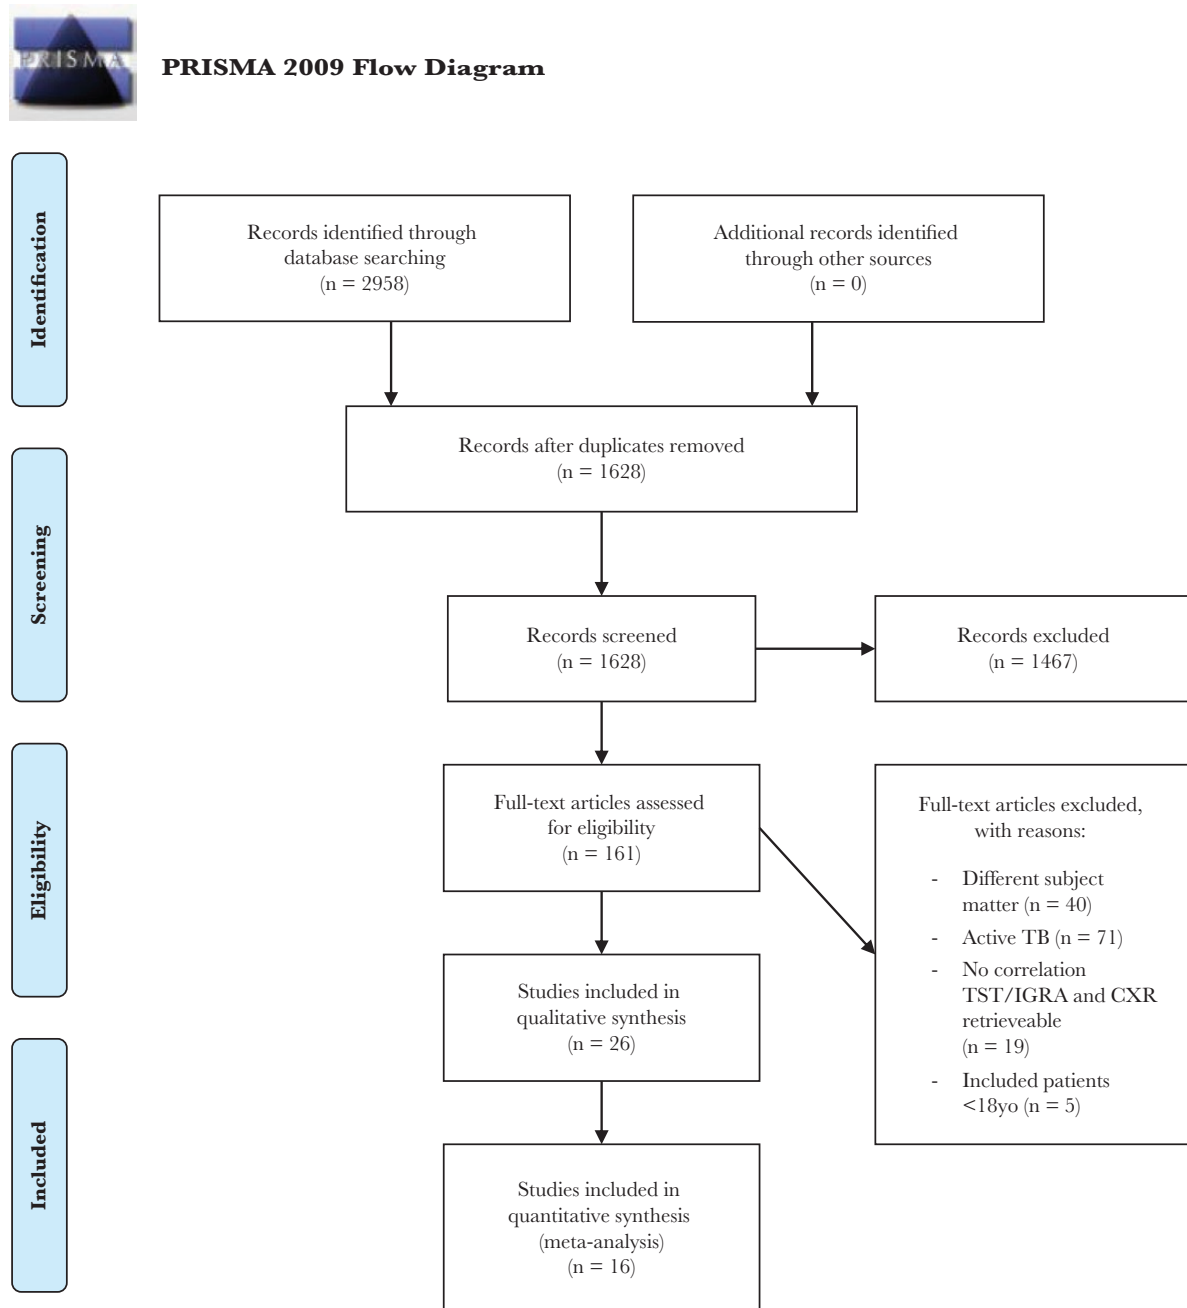 PRISMA
PRISMA 2009 Flow Diagram
Identification
Records identified through
database searching
(n = 2958)
Additional records identified
through other sources
(n = 0)
Records after duplicates removed
(n = 1628)
Screening
Records screened
(n = 1628)
Records excluded
(n = 1467)
Eligibility
Full-text articles assessed
for eligibility
(n = 161)
Full-text articles excluded,
with reasons:
- Different subject
matter (n = 40)
- Active TB (n = 71)
- No correlation
TST/IGRA and CXR
retrieveable
(n = 19)
- Included patients
<18yo (n = 5)
Studies included in
qualitative synthesis
(n = 26)
Included
Studies included in
quantitative synthesis
(meta-analysis)
(n = 16)